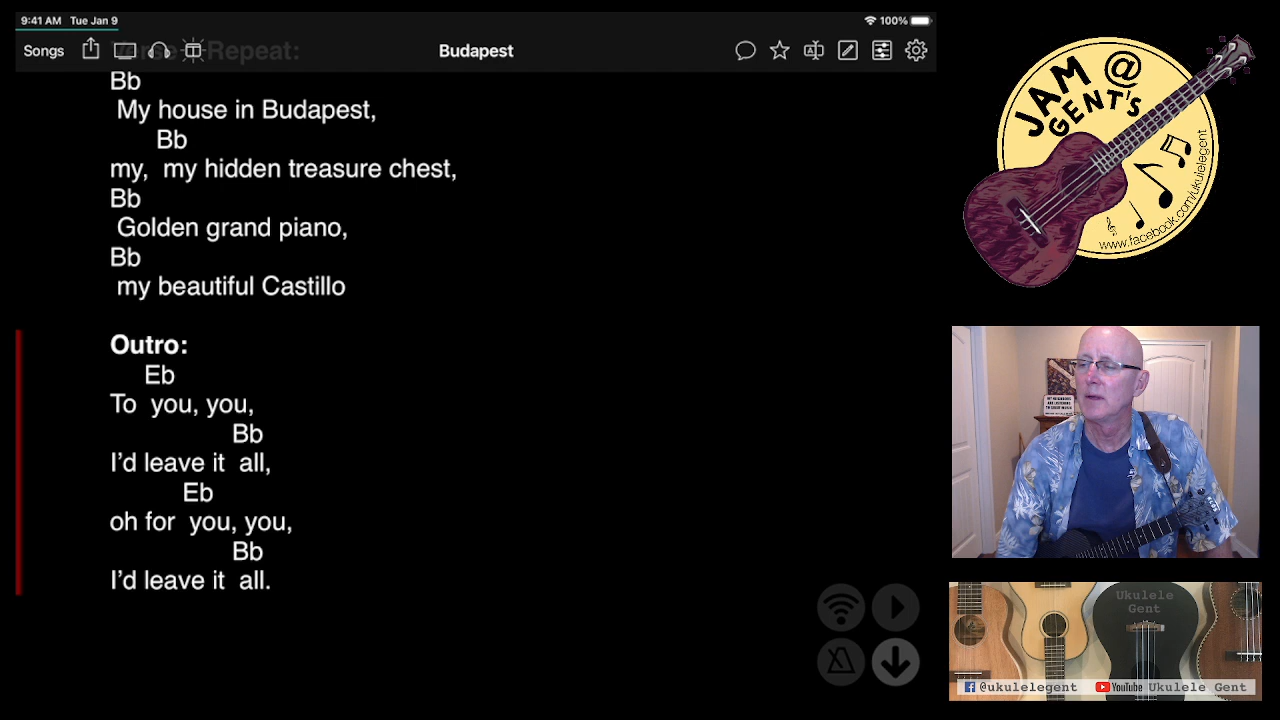 9:41 AM Tue Jan 9
100%
Songs
Verse Repeat:
Budapest
Bb
My house in Budapest,
Bb
my, my hidden treasure chest,
Bb
Golden grand piano,
Bb
my beautiful Castillo
Outro:
Eb
To you, you,
Bb
I'd leave it all,
Eb
oh for you, you,
Bb
I'd leave it all.
JAM @
GENT'S
www.facebook.com/ukulelegent
Ukulele
Gent
@ukulelegent
YouTube Ukulele Gent